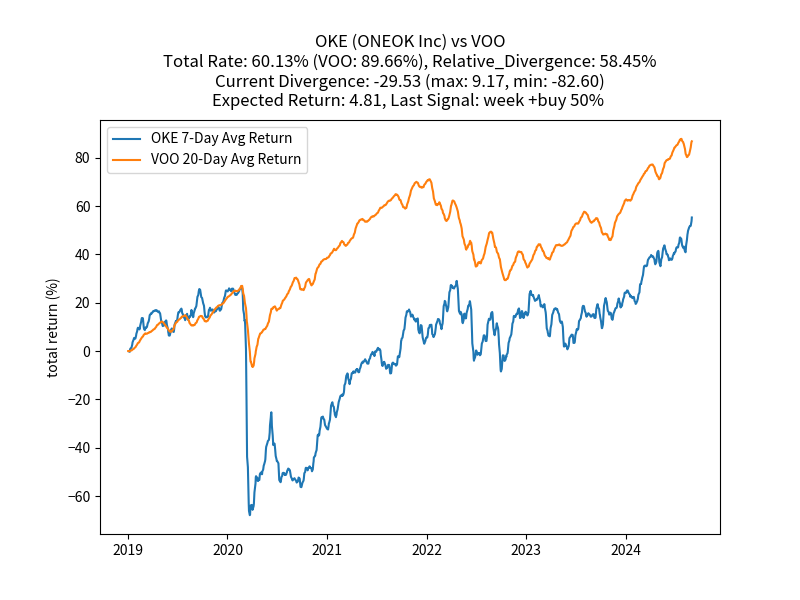 OKE (ONEOK Inc) vs VOO
Total Rate: 60.13% (VOO: 89.66%), Relative_Divergence: 58.45%
Current Divergence: -29.53 (max: 9.17, min: -82.60)
Expected Return: 4.81, Last Signal: week +buy 50%
OKE 7-Day Avg Return
VOO 20-Day Avg Return
total return (%)
80
60
40
20
0
−20
−40
−60
2019 2020 2021 2022 2023 2024